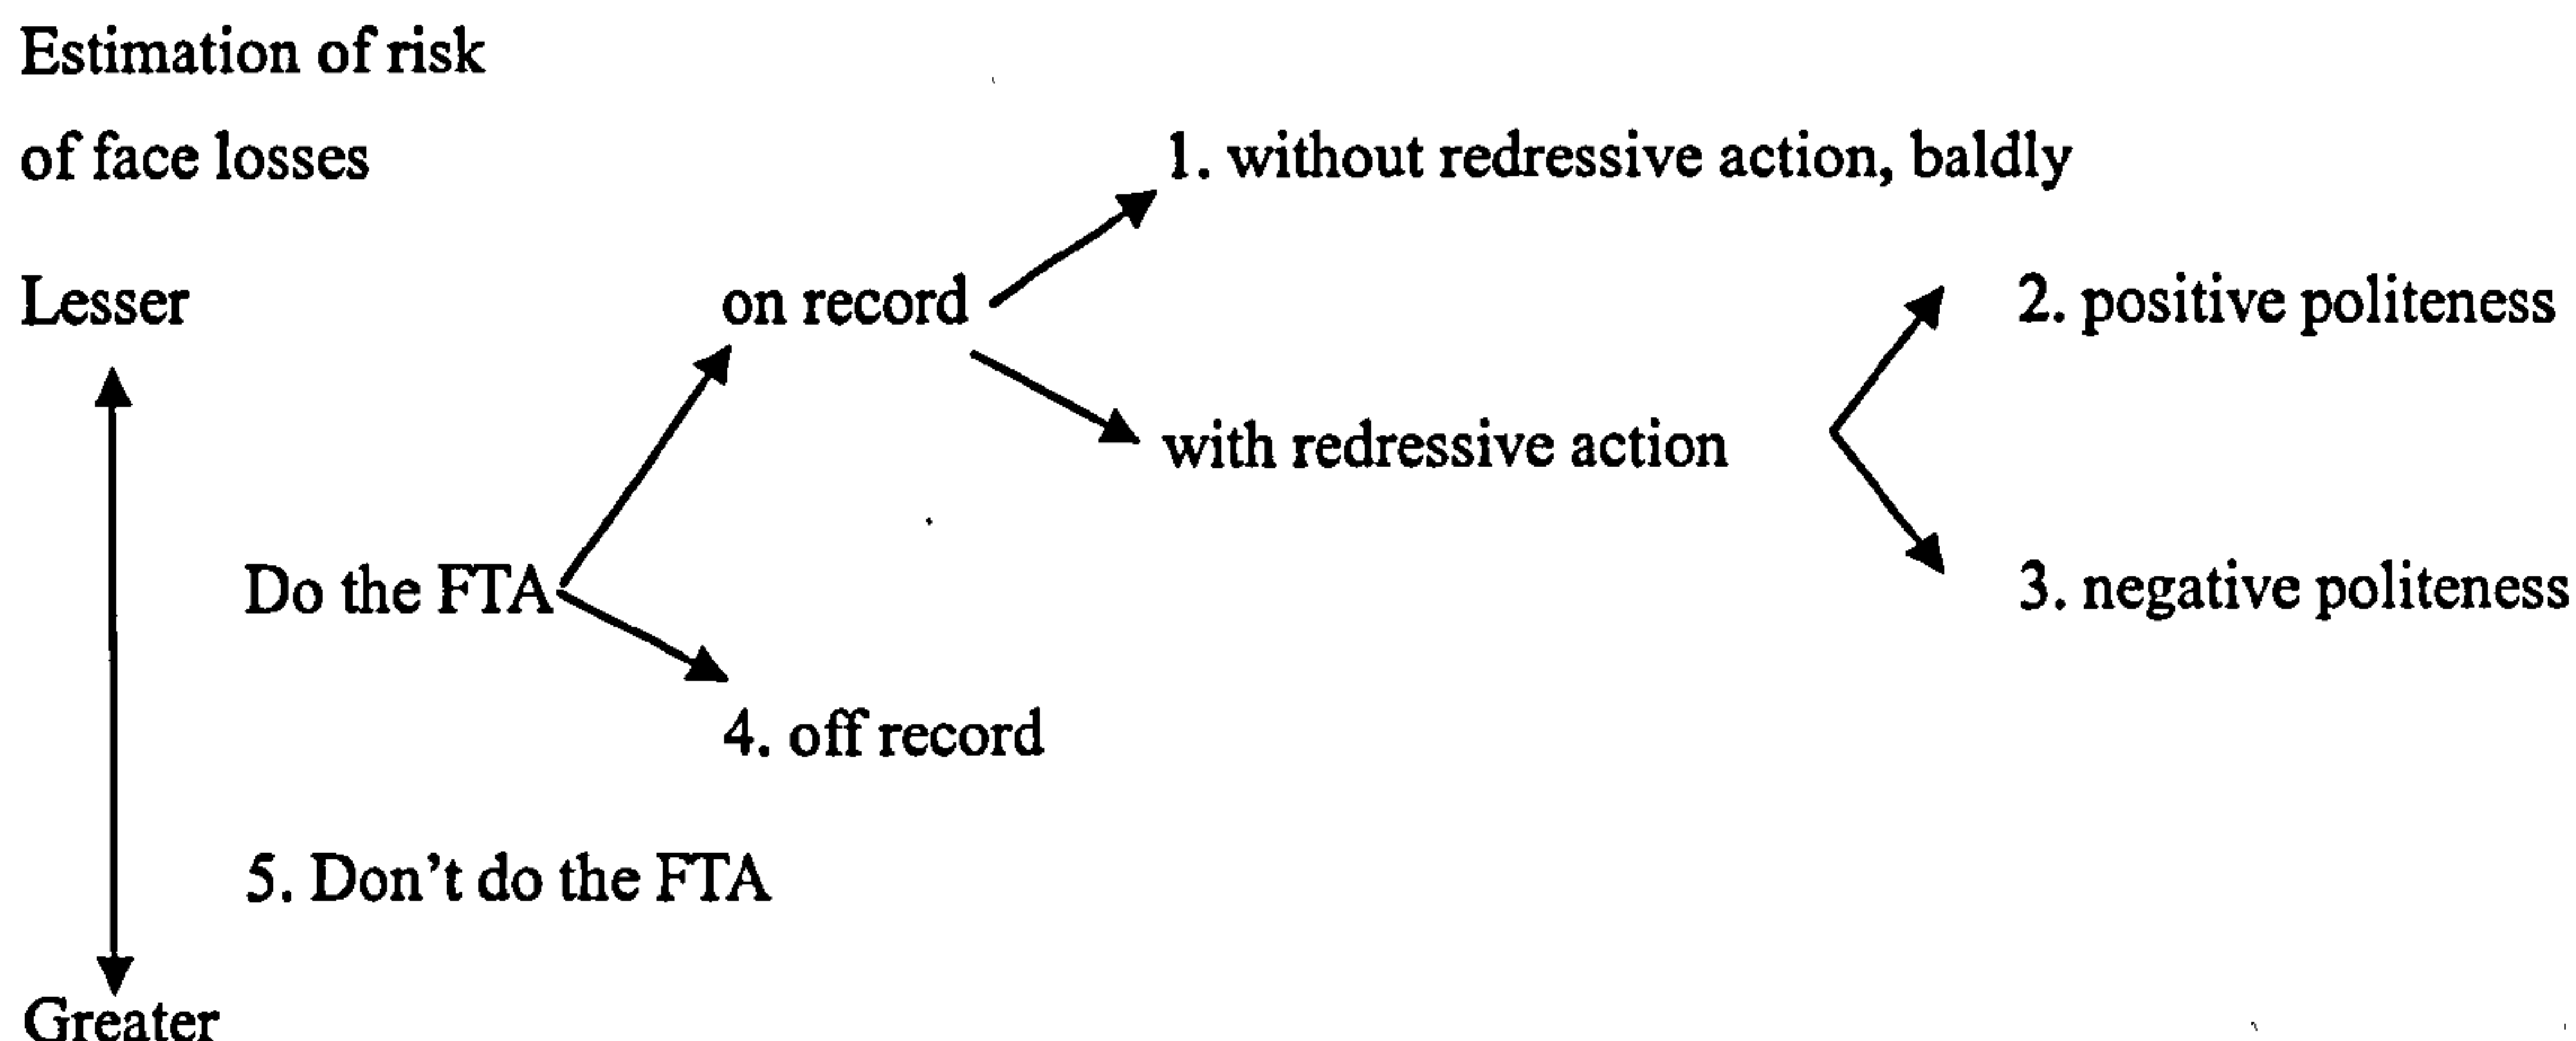 Estimation of risk
of face losses
1. without redressive action, baldly
Lesser
on record
2. positive politeness
with redressive action
Do the FTA
3. negative politeness
4. off record
5. Don't do the FTA
Greater